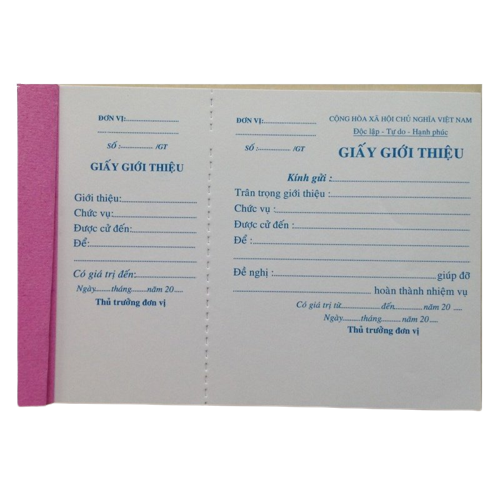 ĐƠN VỊ:....................
....................
SỐ :................ /GT
GIẤY GIỚI THIỆU
Giới thiệu:....................
Chức vụ:....................
Được cử đến:....................
Để:....................
....................
Có giá trị đến:....................
Ngày........tháng........năm 20 ....
Thủ trưởng đơn vị
ĐƠN VỊ:....................
....................
SỐ :................ /GT
CỘNG HÒA XÃ HỘI CHỦ NGHĨA VIỆT NAM
Độc lập - Tự do - Hạnh phúc
GIẤY GIỚI THIỆU
Kính gửi :....................
Trân trọng giới thiệu :....................
Chức vụ :....................
Được cử đến:....................
Để :....................
....................
Đề nghị :....................giúp đỡ
.................... hoàn thành nhiệm vụ
Có giá trị từ............đến..........năm 20 ....
Ngày........tháng........năm 20 ....
Thủ trưởng đơn vị